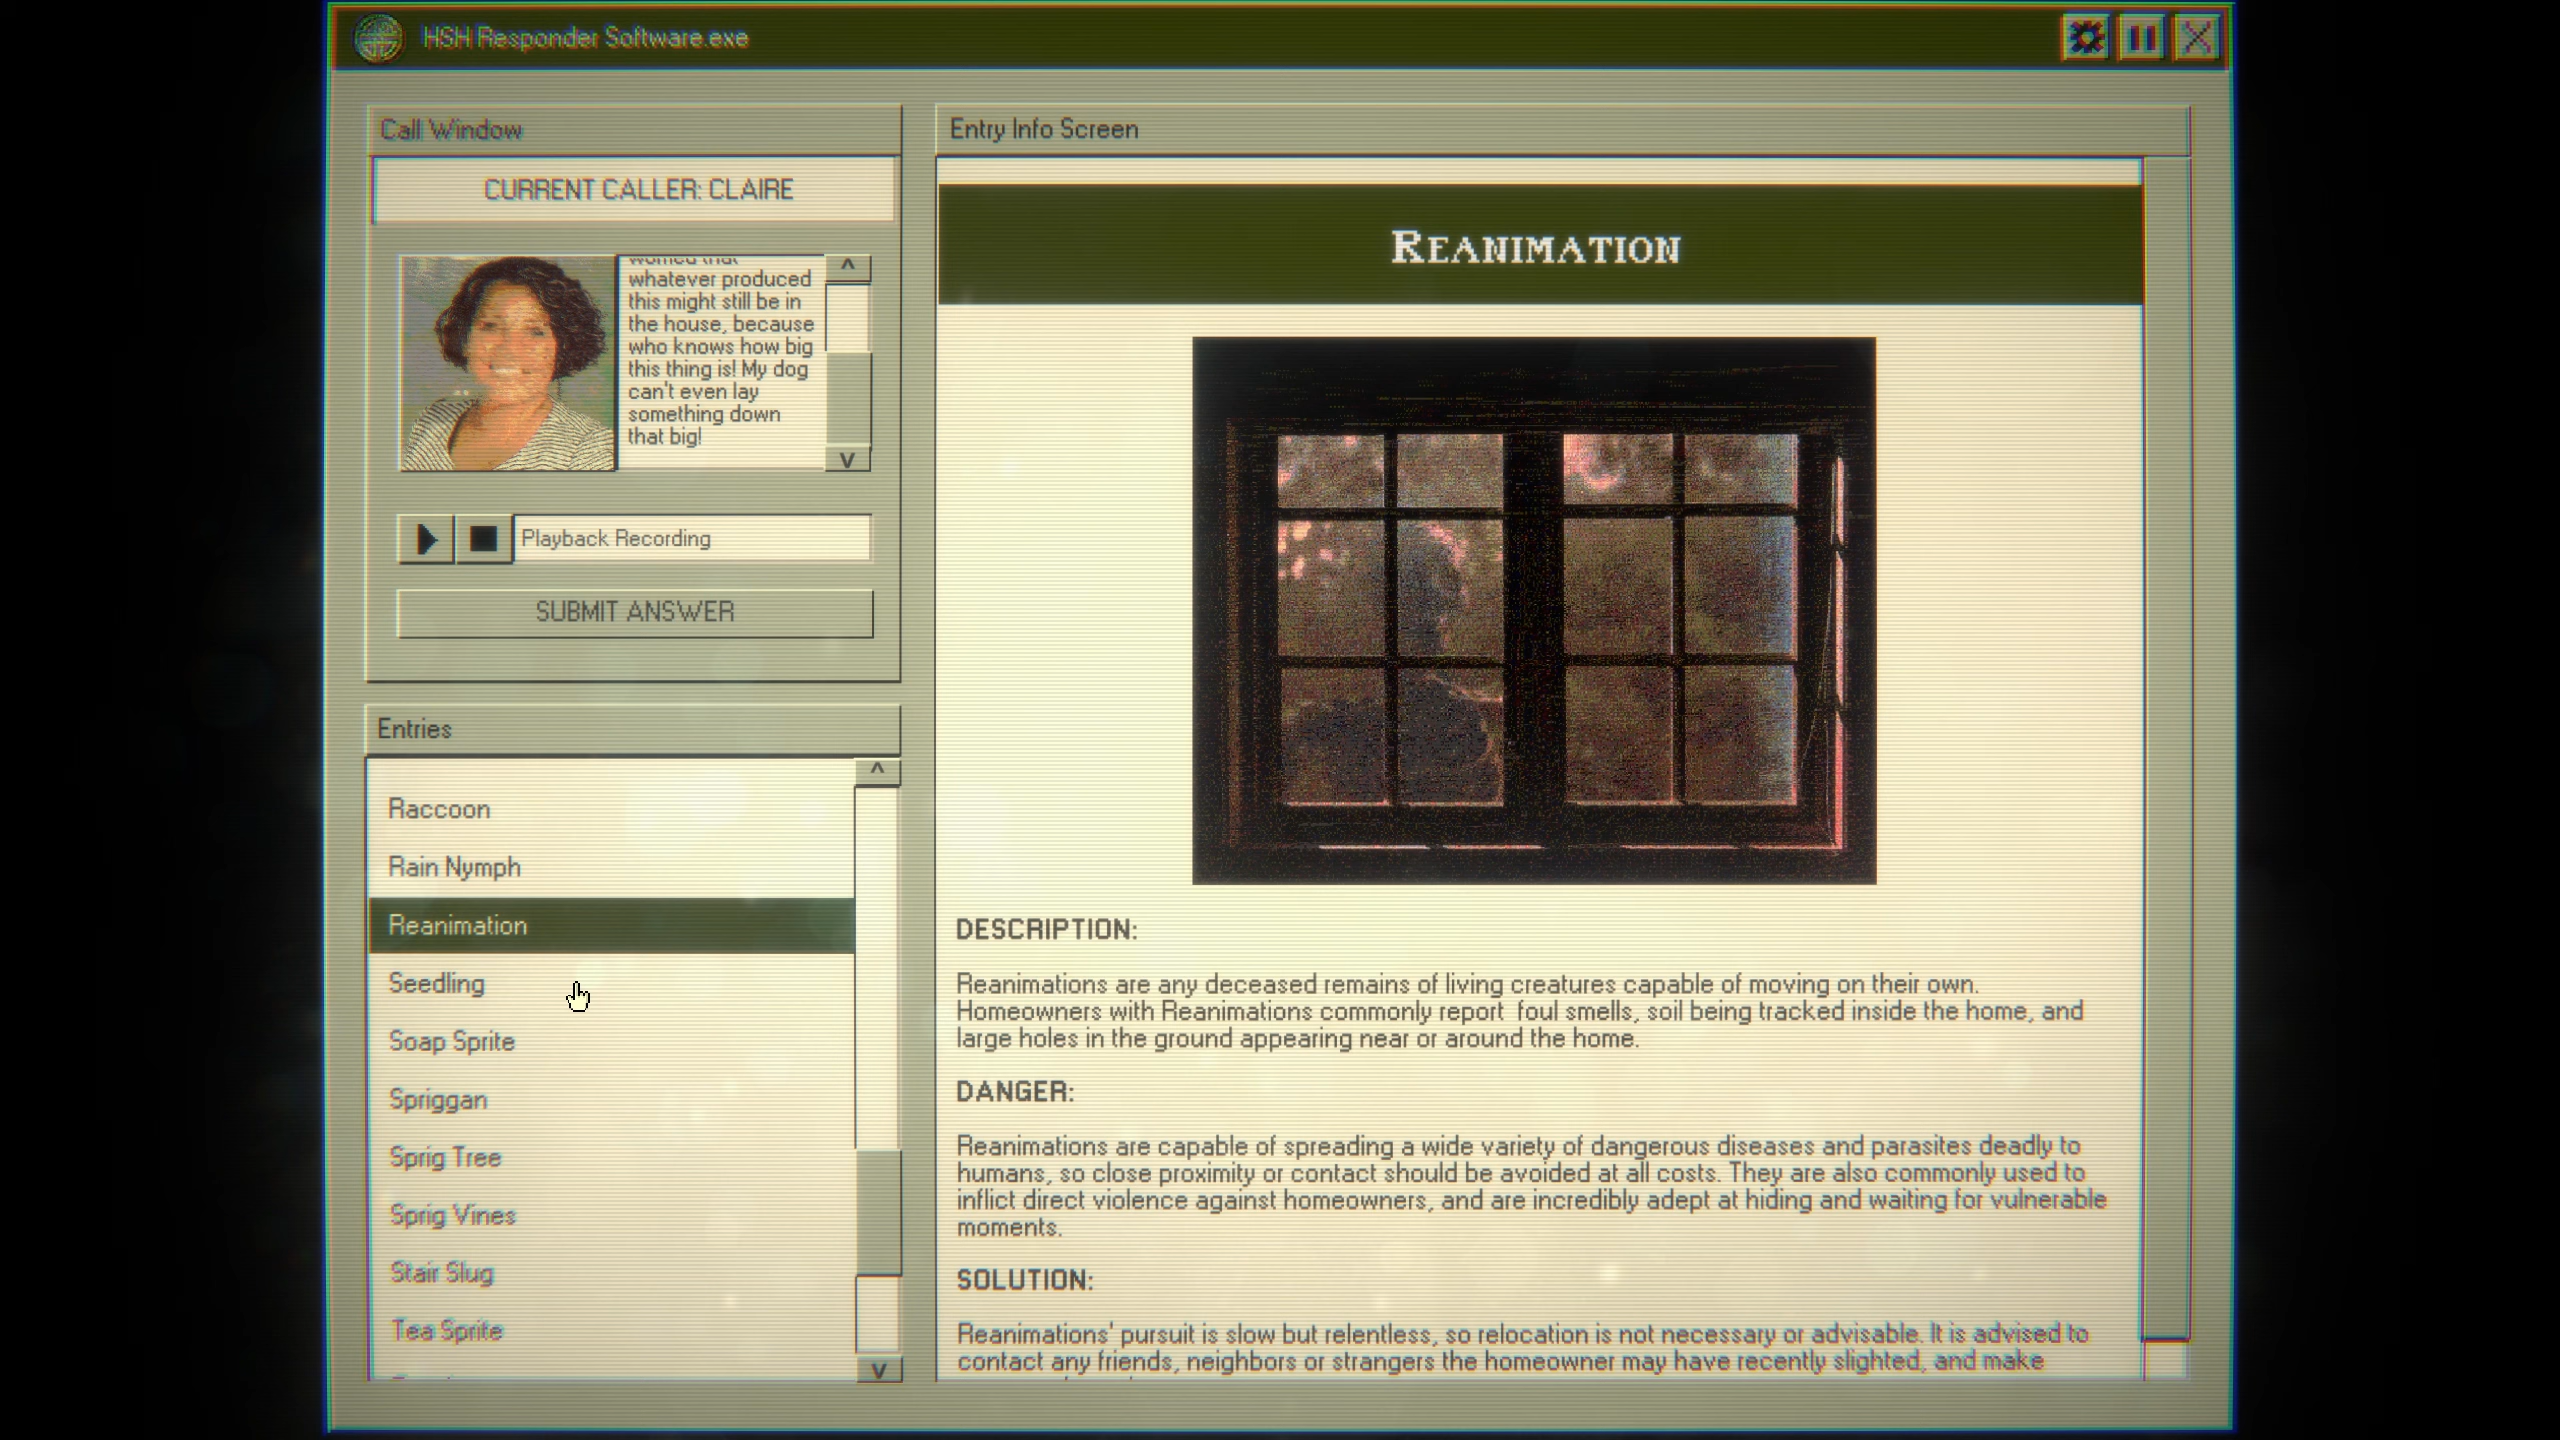 HSH Responder Software.exe
Call Window
CURRENT CALLER: CLAIRE
worried that
whatever produced
this might still be in
the house, because
who knows how big
this thing is! My dog
can't even lay
something down
that big!
Playback Recording
SUBMIT ANSWER
Entries
Raccoon
Rain Nymph
Reanimation
Seedling
Soap Sprite
Spriggan
Sprig Tree
Sprig Vines
Stair Slug
Tea Sprite
Entry Info Screen
REANIMATION
DESCRIPTION:
Reanimations are any deceased remains of living creatures capable of moving on their own.
Homeowners with Reanimations commonly report foul smells, soil being tracked inside the home, and
large holes in the ground appearing near or around the home.
DANGER:
Reanimations are capable of spreading a wide variety of dangerous diseases and parasites deadly to
humans, so close proximity or contact should be avoided at all costs. They are also commonly used to
inflict direct violence against homeowners, and are incredibly adept at hiding and waiting for vulnerable
moments.
SOLUTION:
Reanimations' pursuit is slow but relentless, so relocation is not necessary or advisable. It is advised to
contact any friends, neighbors or strangers the homeowner may have recently slighted, and make